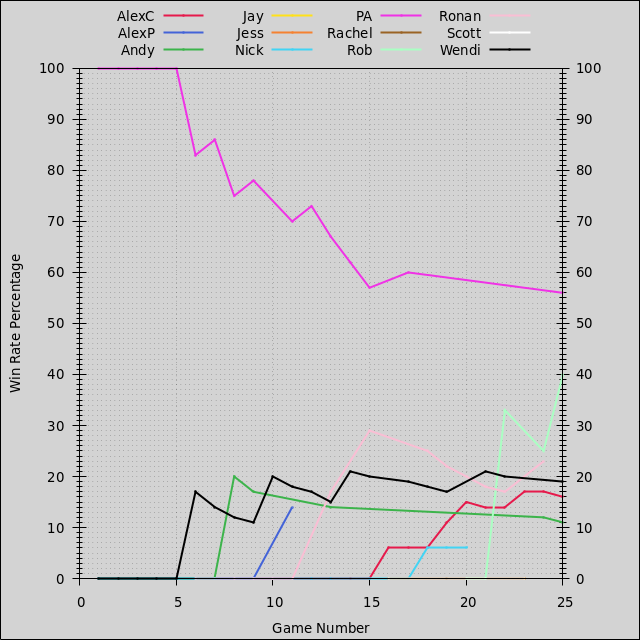 AlexC Jay PA Ronan
AlexP Jess Rachel Scott
Andy Nick Rob Wendi
100 100
90 90
80 80
70 70
60 60
50 50
40 40
30 30
20 20
10 10
0 0
0 5 10 15 20 25
Win Rate Percentage
Game Number